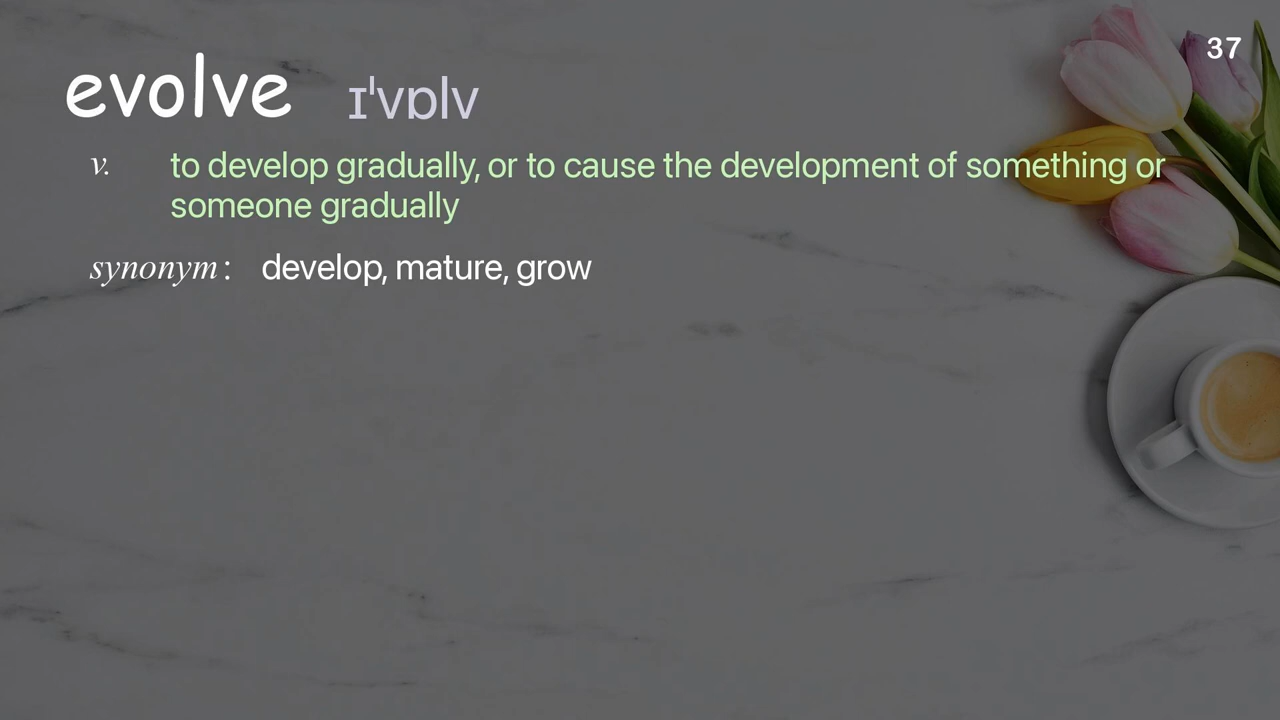 37
evolve ɪˈvɒlv
v. to develop gradually, or to cause the development of something or
someone gradually
synonym: develop, mature, grow